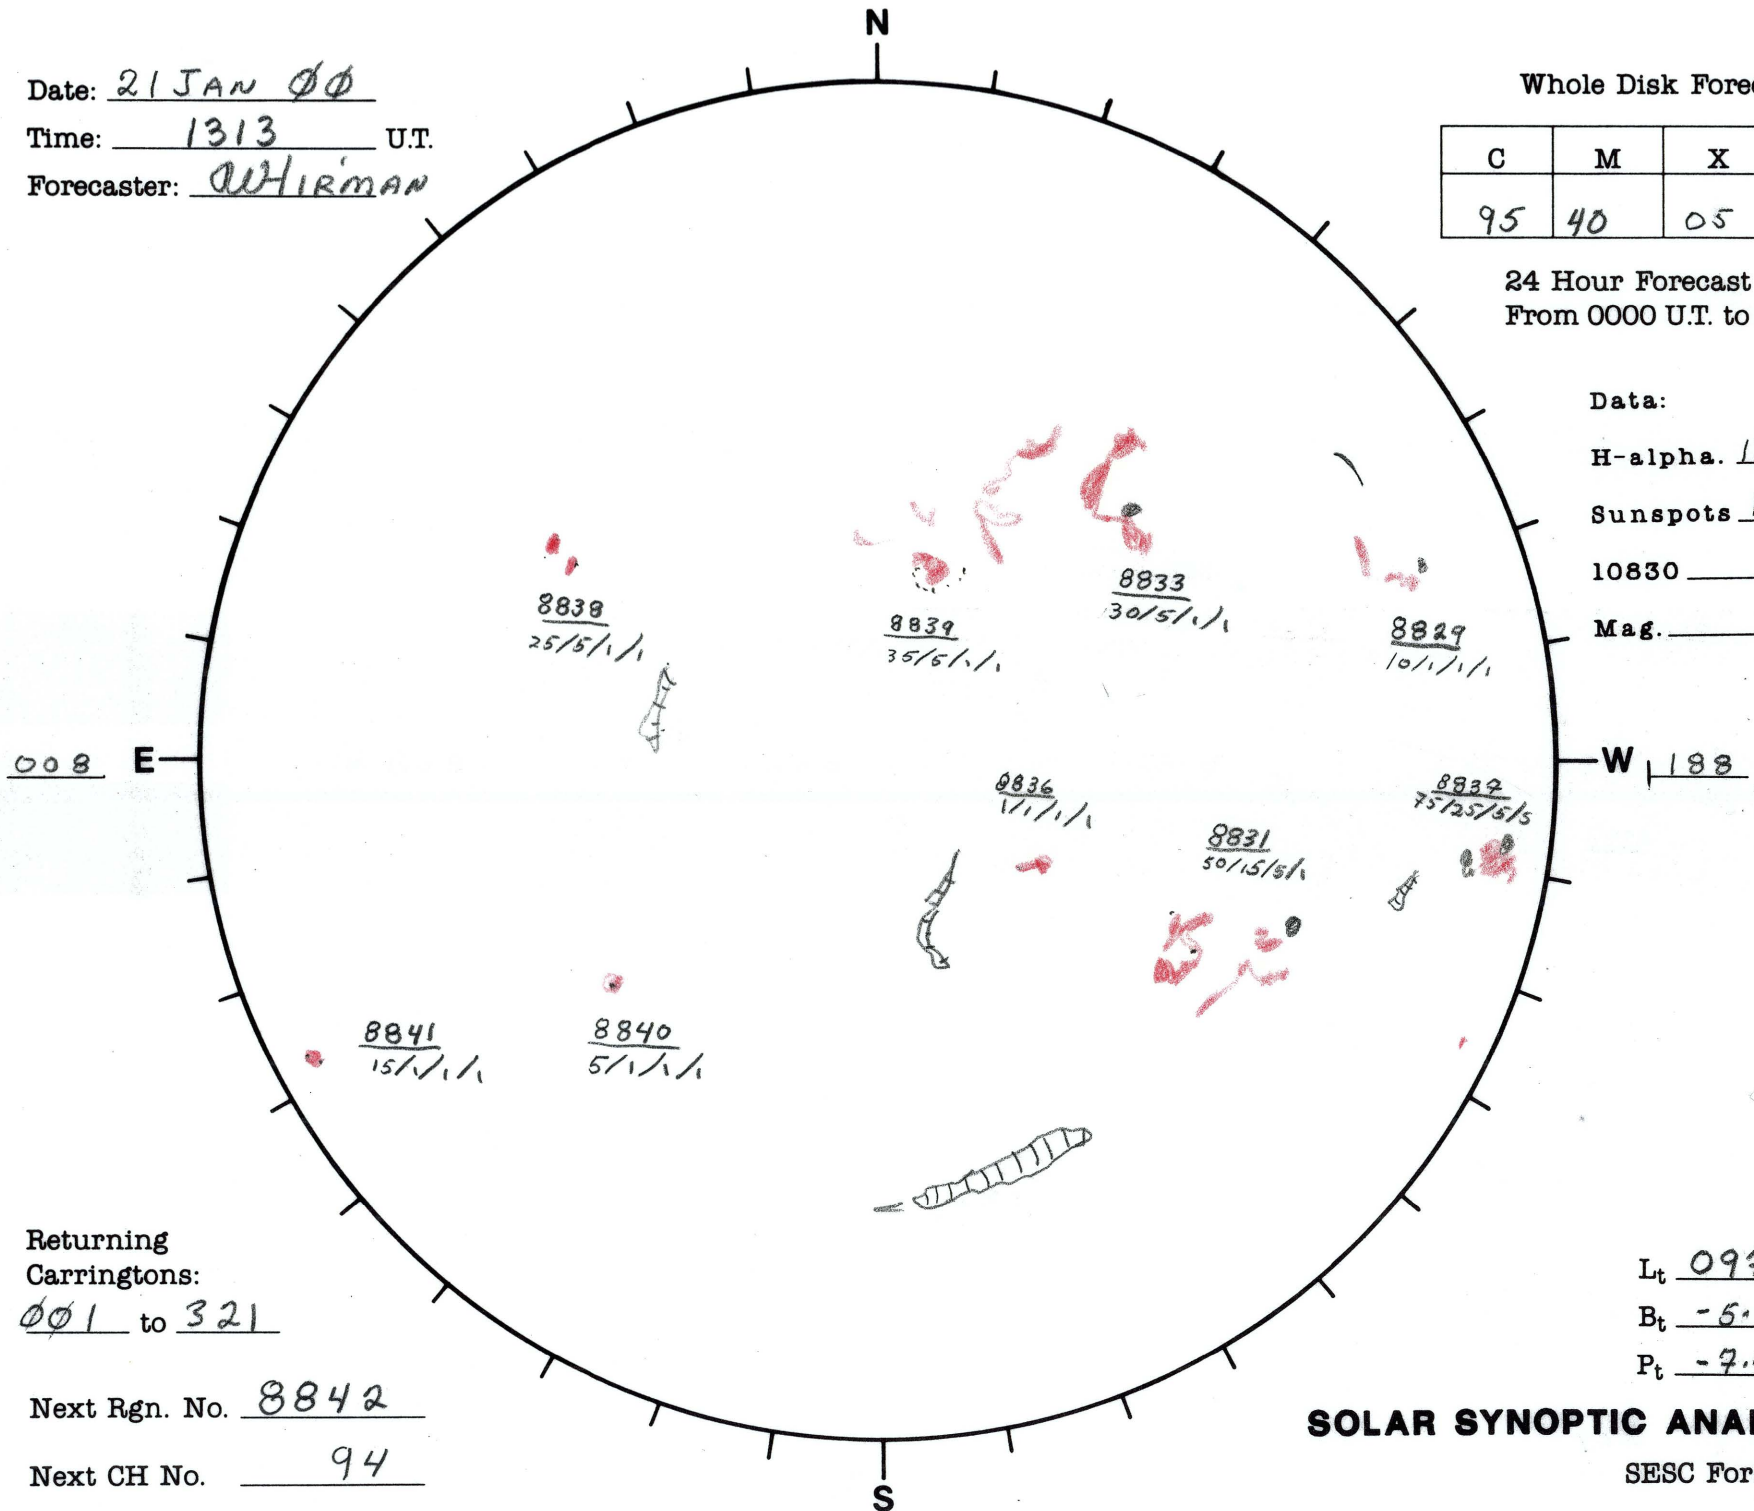 N
Date: 21 JAN ØØ
Time: 1313 U.T.
Forecaster:
Whole Disk Fore
C M X
95 40 05
24 Hour Forecast
From 0000 U.T. to
Data:
H-alpha.
Sunspots
10830
Mag.
8838
25/5/1/1
8839
35/5/1/1
8833
30/5/1/1
8829
10/1/1/1
008 E
W 188
8836
1/1/1/1
8837
75/25/5/5
8831
50/15/5/1
8841
15/1/1/1
8840
5/1/1/1
Returning
Carringtons:
ØØ1 to 321
Next Rgn. No. 8842
Next CH No. 94
Lt 09
Bt -5.
Pt -7.
SOLAR SYNOPTIC ANA
SESC For
S